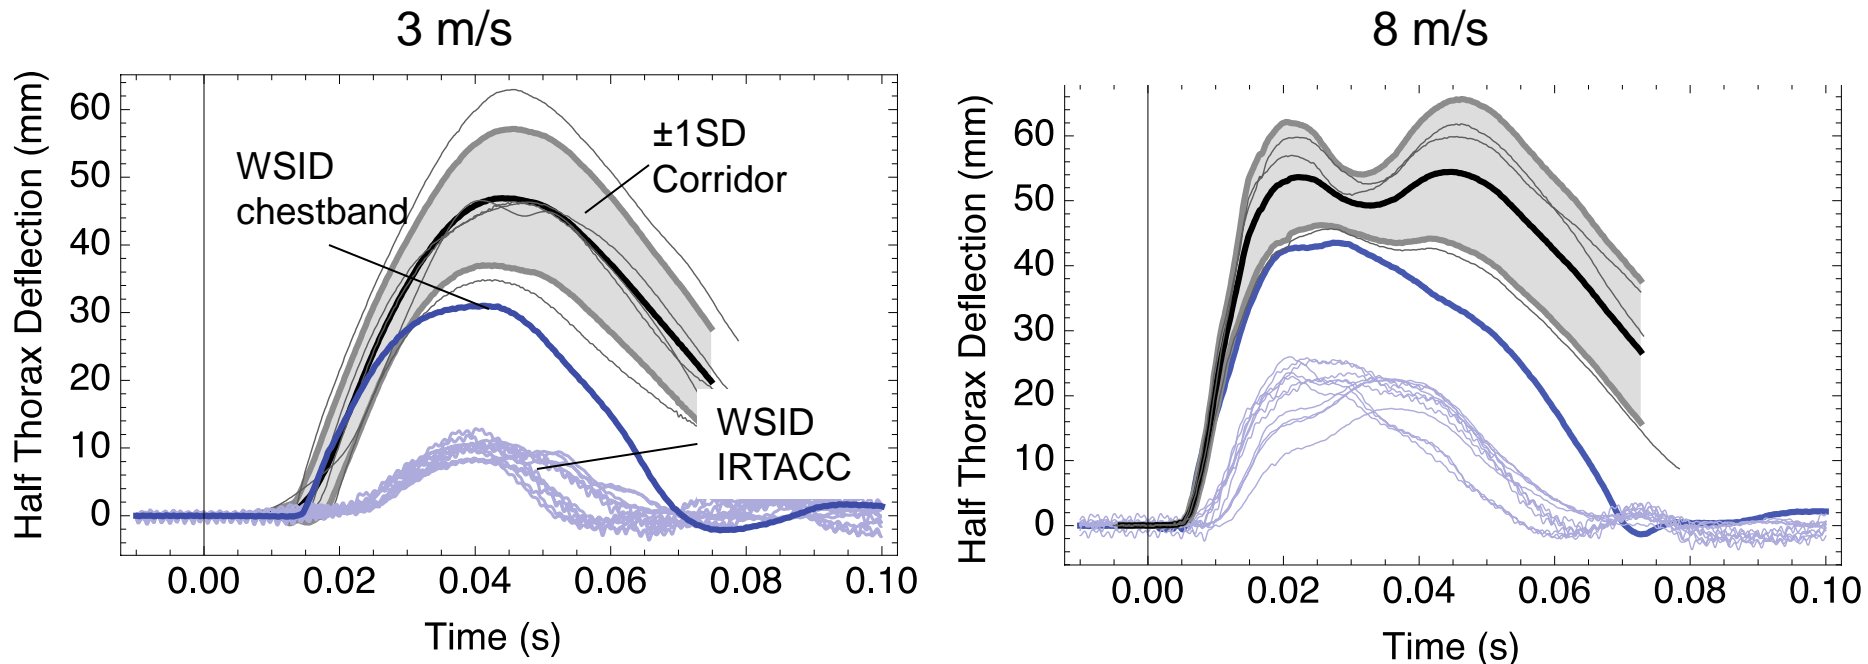 3 m/s
8 m/s
Half Thorax Deflection (mm)
60
50
40
30
20
10
0
WSID
chestband
±1SD
Corridor
WSID
IRTACC
0.00 0.02 0.04 0.06 0.08 0.10
Time (s)
Half Thorax Deflection (mm)
60
50
40
30
20
10
0
0.00 0.02 0.04 0.06 0.08 0.10
Time (s)